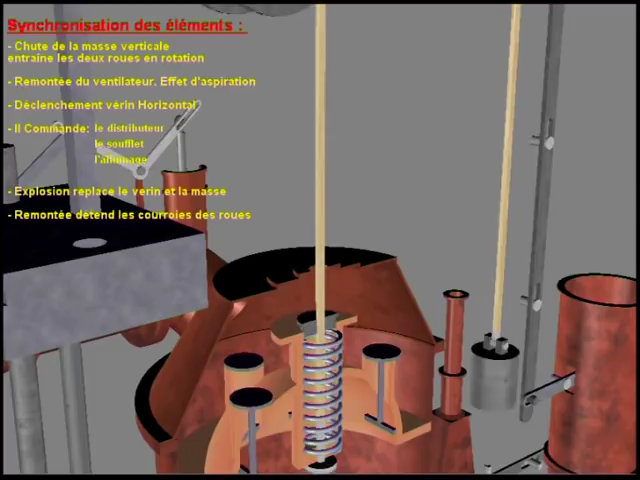 Synchronisation des éléments :
- Chute de la masse verticale
entraîne les deux roues en rotation
- Remontée du ventilateur. Effet d'aspiration
- Déclenchement vérin Horizontal
- Il Commande: le distributeur
le soufflet
l'allumage
- Explosion replace le verin et la masse
- Remontée détend les courroies des roues